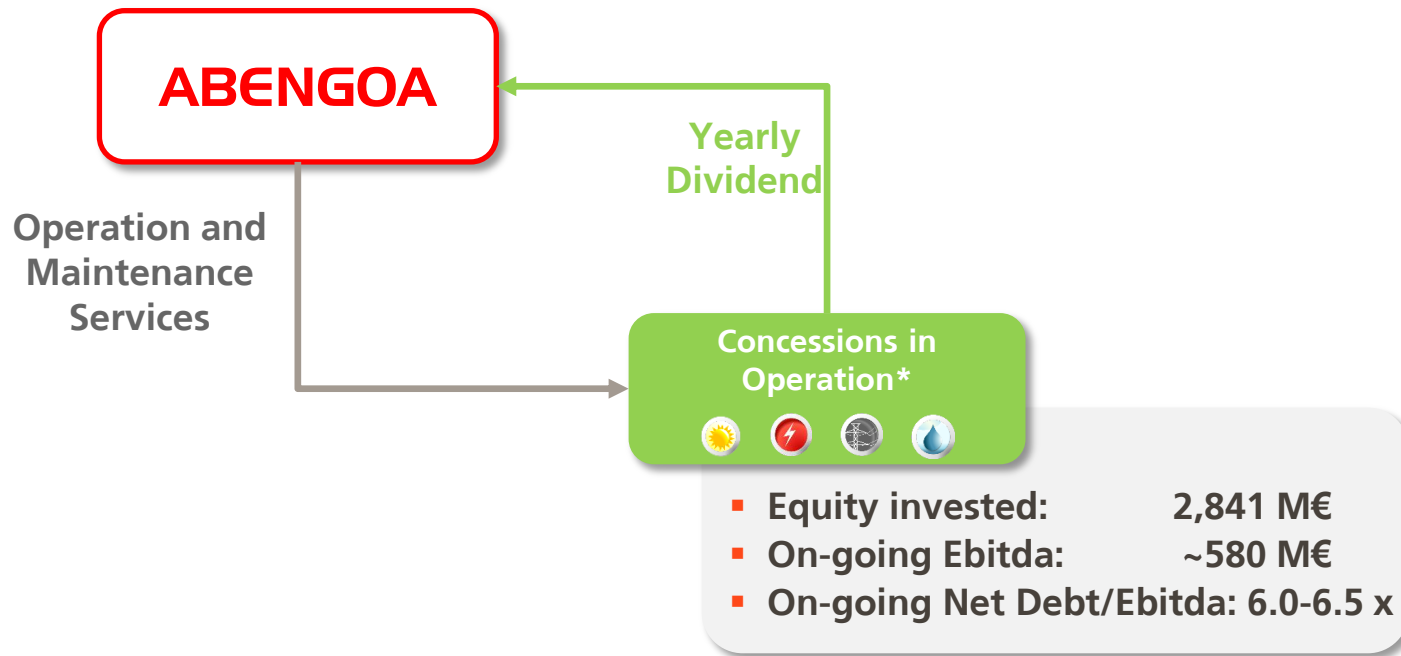 ABENGOA
Yearly
Dividend
Operation and
Maintenance
Services
Concessions in
Operation*
▪ Equity invested: 2,841 M€
▪ On-going Ebitda: ~580 M€
▪ On-going Net Debt/Ebitda: 6.0-6.5 x